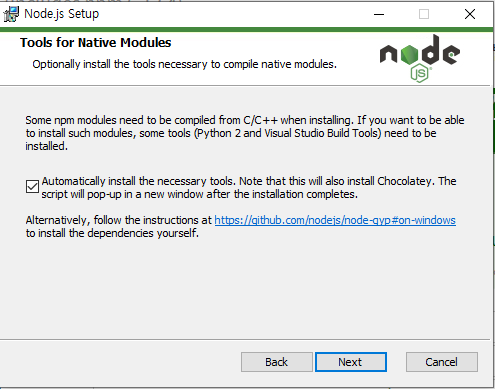 Node.js Setup
Tools for Native Modules
Optionally install the tools necessary to compile native modules.
node
JS
Some npm modules need to be compiled from C/C++ when installing. If you want to be able
to install such modules, some tools (Python 2 and Visual Studio Build Tools) need to be
installed.
Automatically install the necessary tools. Note that this will also install Chocolatey. The
script will pop-up in a new window after the installation completes.
Alternatively, follow the instructions at https://github.com/nodejs/node-gyp#on-windows
to install the dependencies yourself.
Back
Next
Cancel